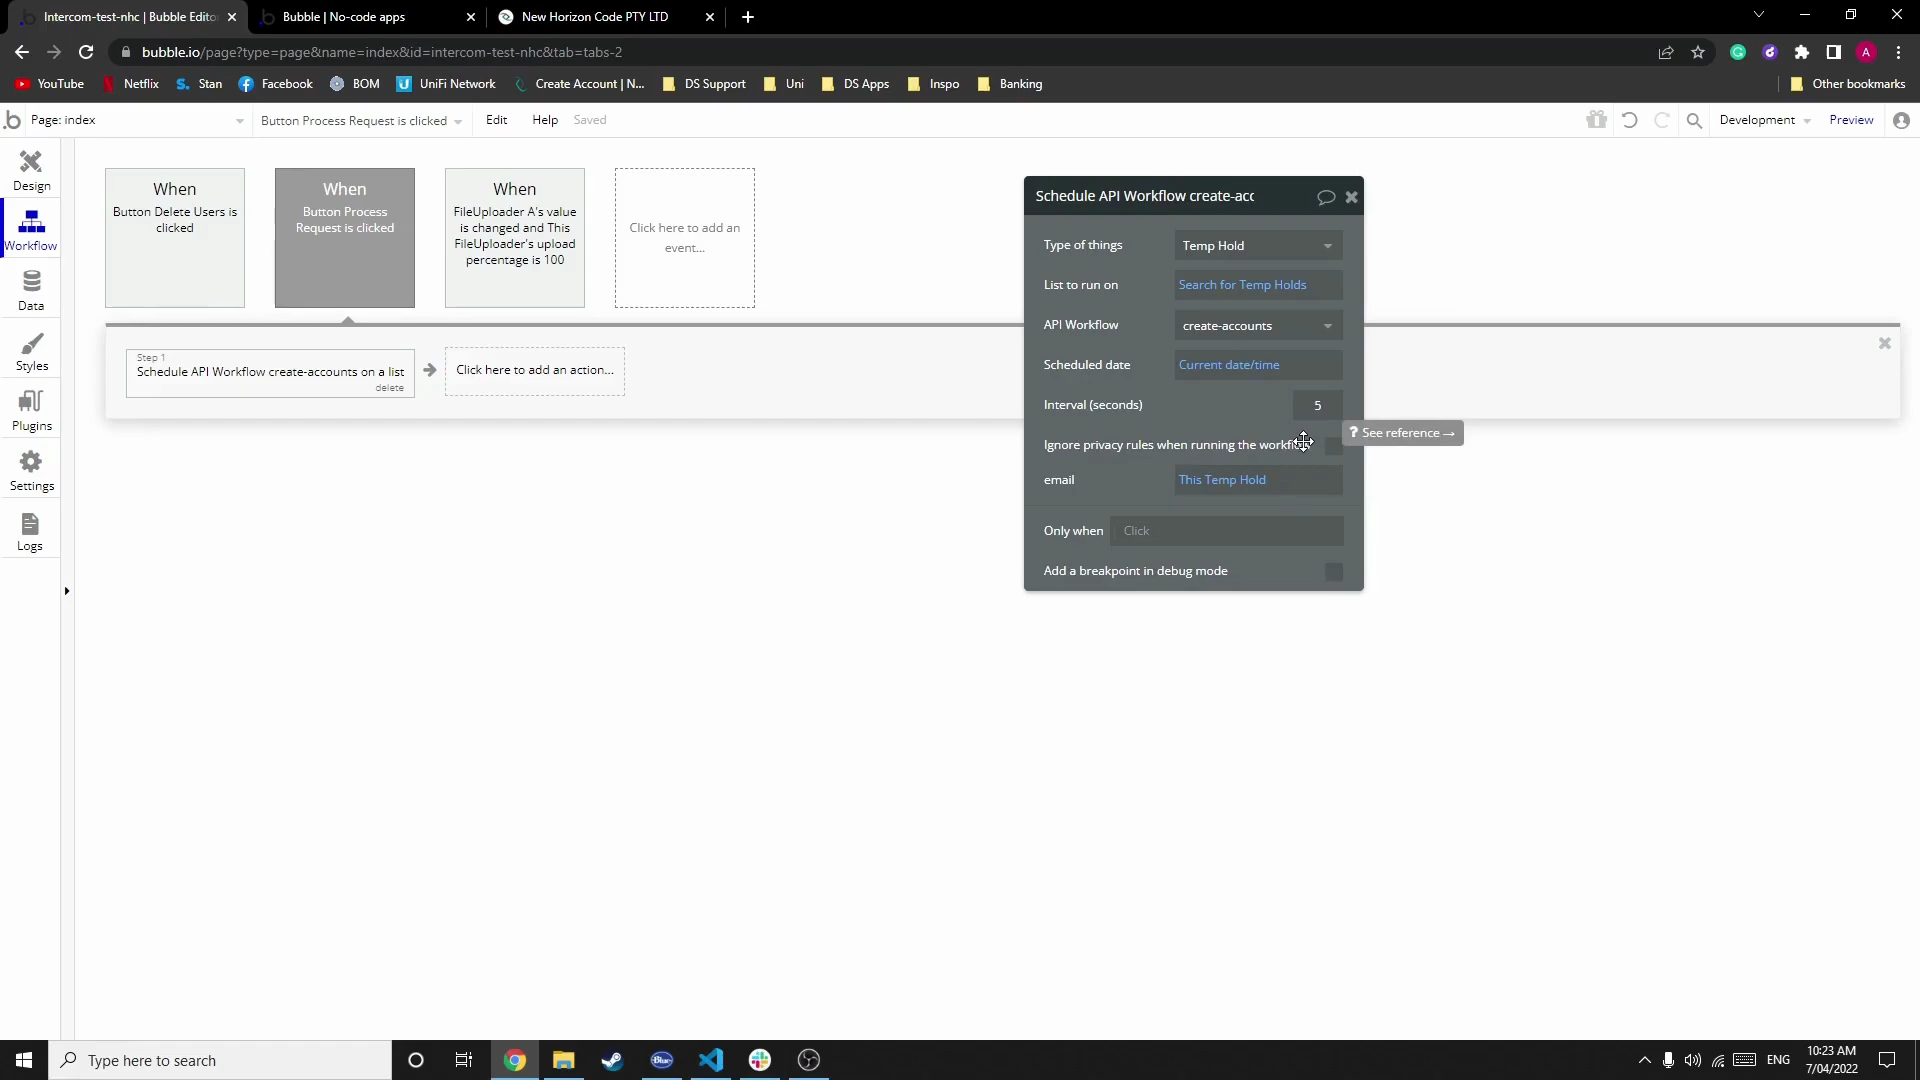 Intercom-test-nhc | Bubble Edito
Bubble | No-code apps
New Horizon Code PTY LTD
bubble.io/page?type=page&name=index&id=intercom-test-nhc&tab=tabs-2
A
YouTube
Netflix
S. Stan
Facebook
BOM
UniFi Network
Create Account | N...
DS Support
Uni
DS Apps
Inspo
Banking
Other bookmarks
.b
Page: index
Button Process Request is clicked
Edit
Help
Saved
Development
Preview
Design
Workflow
Data
Styles
Plugins
Settings
Logs
When
Button Delete Users is
clicked
When
Button Process
Request is clicked
When
FileUploader A's value
is changed and This
FileUploader's upload
percentage is 100
Click here to add an
event...
Step 1
Schedule API Workflow create-accounts on a list
delete
Click here to add an action...
Schedule API Workflow create-acc
Type of things
Temp Hold
List to run on
Search for Temp Holds
API Workflow
create-accounts
Scheduled date
Current date/time
Interval (seconds)
5
? See reference →
Ignore privacy rules when running the
email
This Temp Hold
Only when
Click
Add a breakpoint in debug mode
Type here to search
Blue
ENG
10:23 AM
7/04/2022